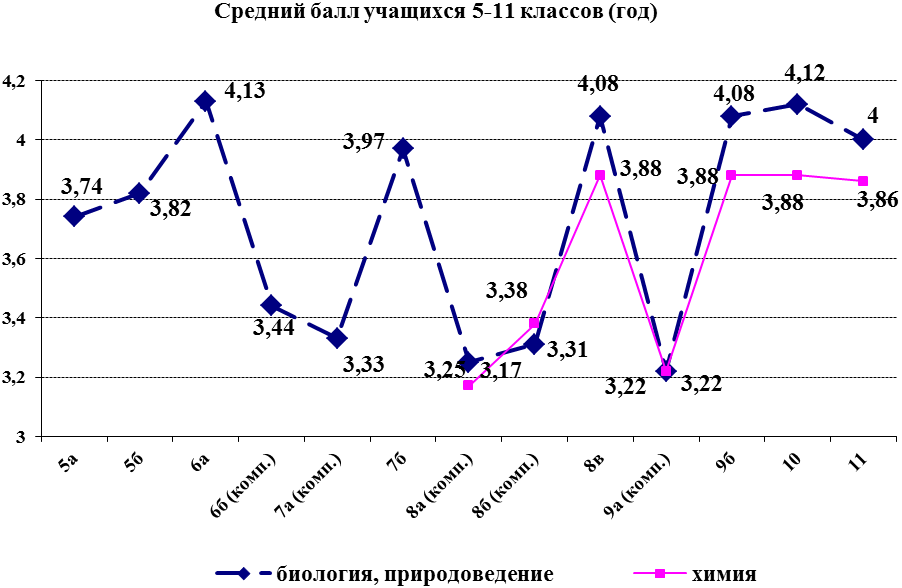 Средний балл учащихся 5-11 классов (год)
4,2
4
3,8
3,6
3,4
3,2
3
3,74
3,82
4,13
3,44
3,33
3,97
3,25
3,17
3,38
3,31
4,08
3,88
3,22
3,22
4,08
3,88
4,12
3,88
4
3,86
5а
5б
6а
6б (комп.)
7а (комп.)
7б
8а (комп.)
8б (комп.)
8в
9а (комп.)
9б
10
11
биология, природоведение
химия